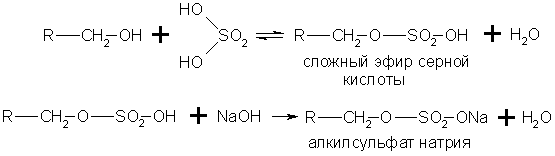 HO
R—CH2—OH + SO2 ⇌ R—CH2—O—SO2—OH + H2O
HO
сложный эфир серной
кислоты
R—CH2—O—SO2—OH + NaOH → R—CH2—O—SO2—ONa + H2O
алкилсульфат натрия